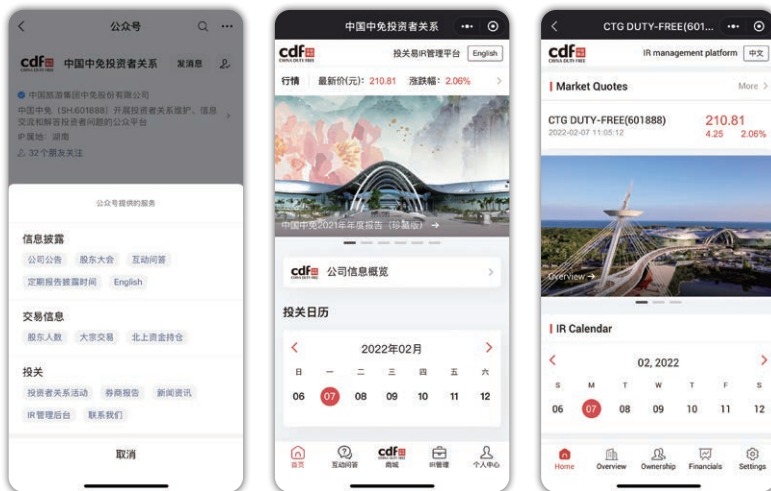 公众号
cdf
CHINA DUTY FREE
中国中免投资者关系
发消息
中国旅游集团中免股份有限公司
中国中免（SH.601888）开展投资者关系维护、信息
交流和解答投资者问题的公众平台
IP属地：湖南
32个朋友关注
公众号提供的服务
信息披露
公司公告 股东大会 互动问答
定期报告披露时间 English
交易信息
股东人数 大宗交易 北上资金持仓
投关
投资者关系活动 券商报告 新闻资讯
IR管理后台 联系我们
取消
中国中免投资者关系
cdf
CHINA DUTY FREE
投关易IR管理平台 English
行情 最新价(元)：210.81 涨跌幅：2.06%
中国中免2021年年度报告（珍藏版）→
cdf 公司信息概览
投关日历
2022年02月
日 一 二 三 四 五 六
06 07 08 09 10 11 12
首页 互动问答 cdf 商城 IR管理 个人中心
CTG DUTY-FREE(601...
cdf
CHINA DUTY FREE
IR management platform 中文
Market Quotes More
CTG DUTY-FREE(601888) 210.81
2022-02-07 11:05:12 4.25 2.06%
Overview →
IR Calendar
02, 2022
S M T W T F S
06 07 08 09 10 11 12
Home Overview Ownership Financials Settings